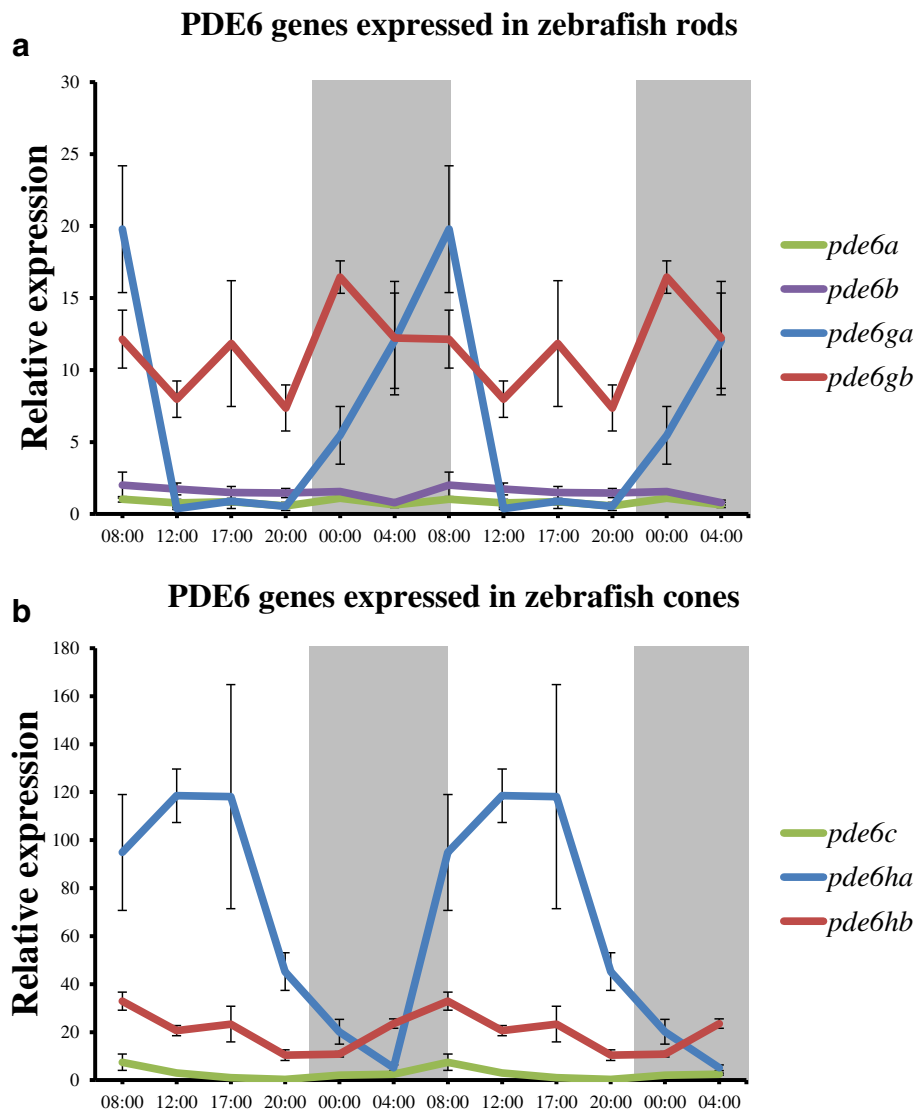 PDE6 genes expressed in zebrafish rods
a
30
25
20
15
10
5
0
Relative expression
08:00 12:00 17:00 20:00 00:00 04:00 08:00 12:00 17:00 20:00 00:00 04:00
pde6a
pde6b
pde6ga
pde6gb
PDE6 genes expressed in zebrafish cones
b
180
160
140
120
100
80
60
40
20
0
Relative expression
08:00 12:00 17:00 20:00 00:00 04:00 08:00 12:00 17:00 20:00 00:00 04:00
pde6c
pde6ha
pde6hb